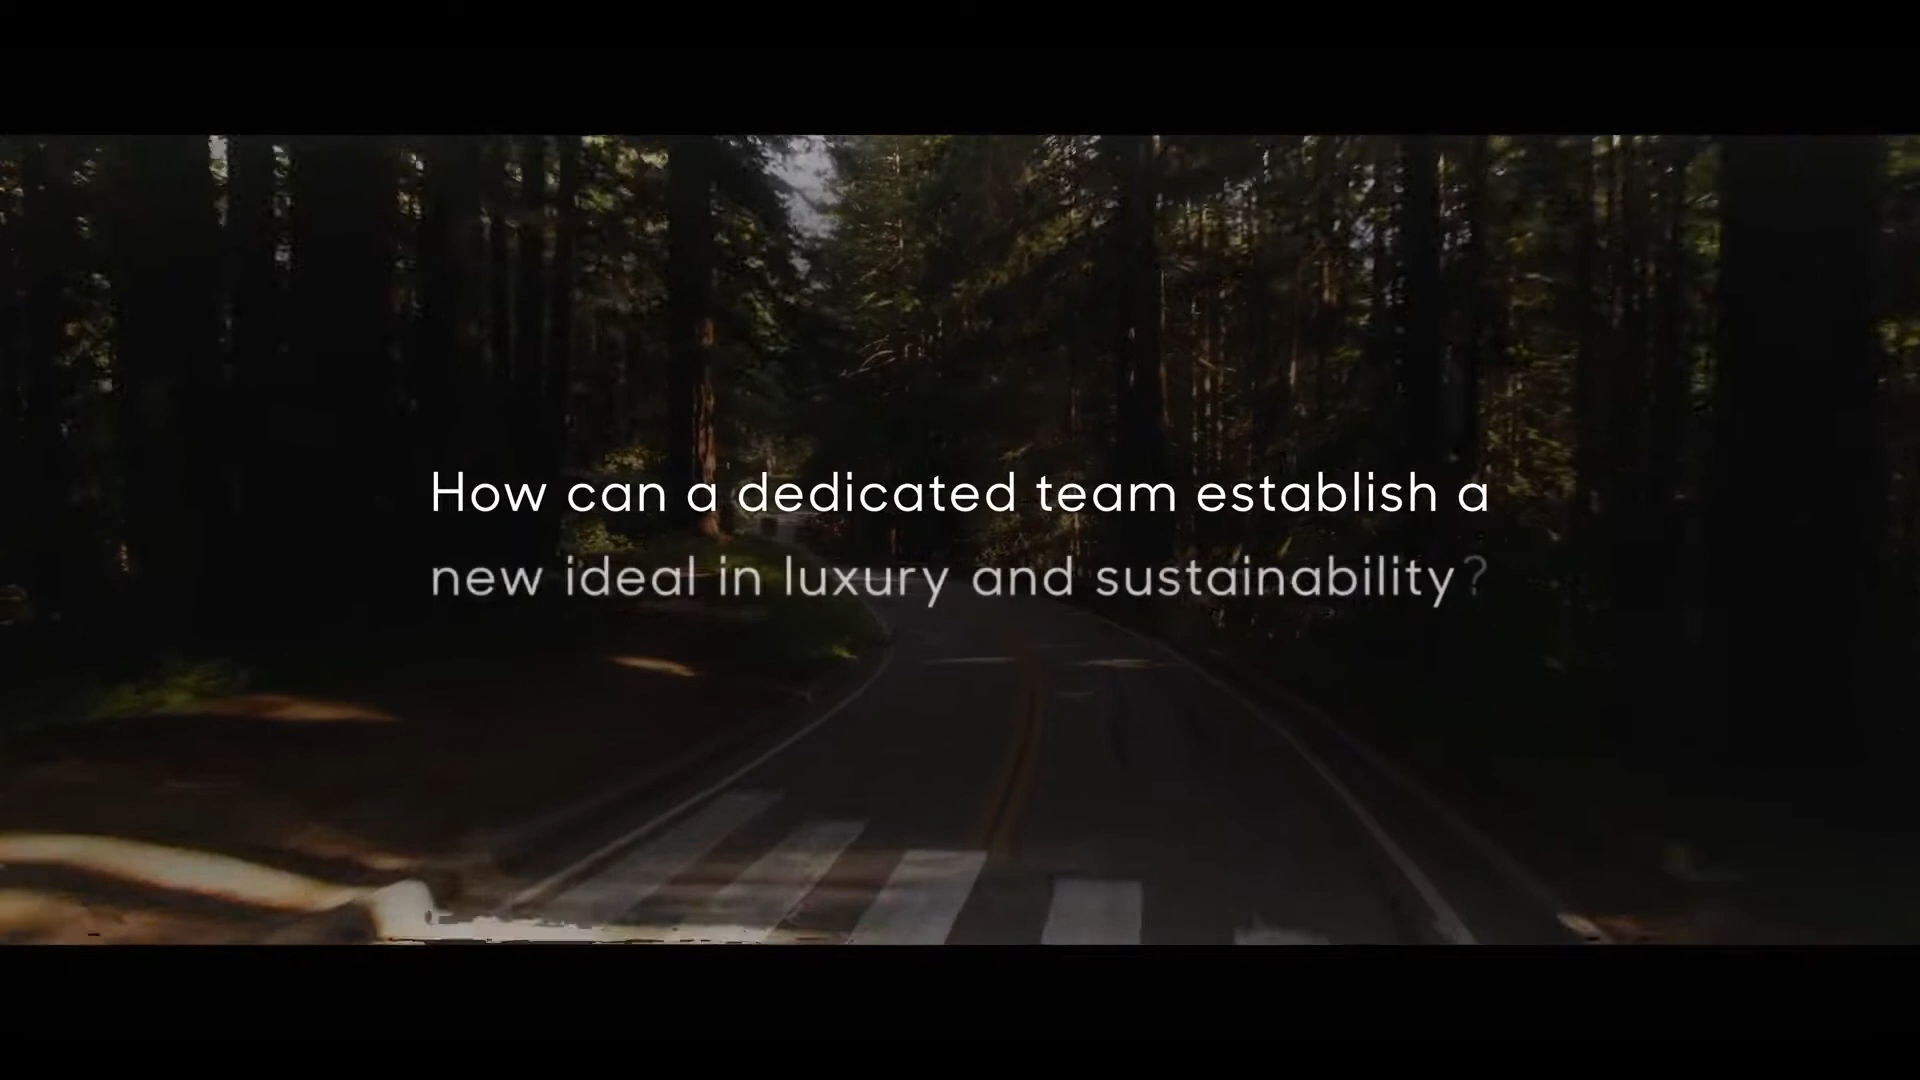 How can a dedicated team establish a
new ideal in luxury and sustainability?